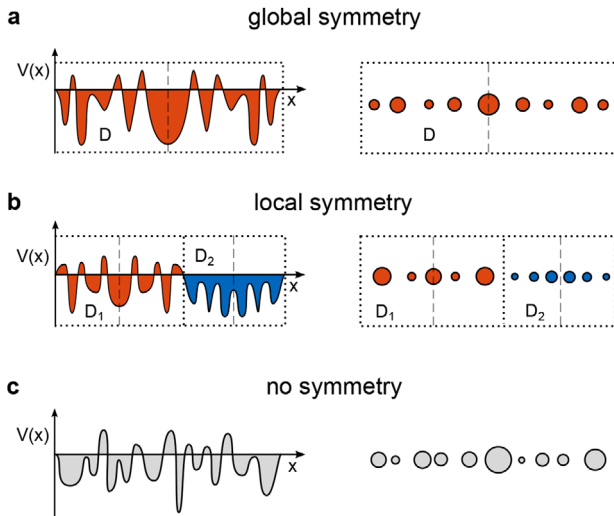 a global symmetry
V(x)
x
D
D
b local symmetry
V(x)
D2
x
D1
D1
D2
c no symmetry
V(x)
x